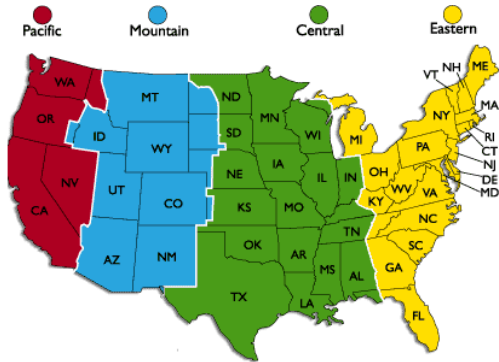 Pacific
Mountain
Central
Eastern
WA
OR
ID
NV
CA
MT
WY
UT
CO
AZ
NM
ND
SD
NE
KS
OK
TX
MN
IA
MO
AR
LA
WI
IL
IN
TN
MS
AL
MI
OH
KY
WV
VA
NC
SC
GA
FL
PA
NY
VT
NH
ME
MA
RI
CT
NJ
DE
MD